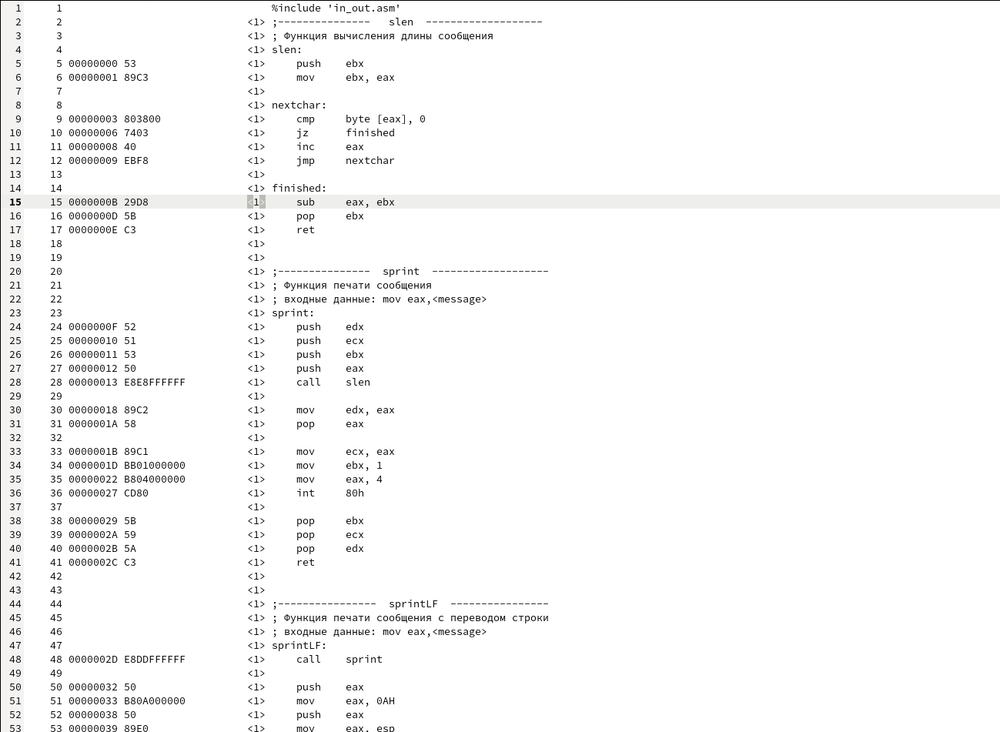 1      1                                  %include 'in_out.asm'
2      2                              <1> ;---------------   slen  -------------------
3      3                              <1> ; Функция вычисления длины сообщения
4      4                              <1> slen:
5      5 00000000 53                  <1>     push    ebx
6      6 00000001 89C3                <1>     mov     ebx, eax
7      7                              <1>
8      8                              <1> nextchar:
9      9 00000003 803800              <1>     cmp     byte [eax], 0
10     10 00000006 7403                <1>     jz      finished
11     11 00000008 40                  <1>     inc     eax
12     12 00000009 EBF8                <1>     jmp     nextchar
13     13                              <1>
14     14                              <1> finished:
15     15 0000000B 29D8                <1>     sub     eax, ebx
16     16 0000000D 5B                  <1>     pop     ebx
17     17 0000000E C3                  <1>     ret
18     18                              <1>
19     19                              <1>
20     20                              <1> ;---------------  sprint  -------------------
21     21                              <1> ; Функция печати сообщения
22     22                              <1> ; входные данные: mov eax,<message>
23     23                              <1> sprint:
24     24 0000000F 52                  <1>     push    edx
25     25 00000010 51                  <1>     push    ecx
26     26 00000011 53                  <1>     push    ebx
27     27 00000012 50                  <1>     push    eax
28     28 00000013 E8E8FFFFFF          <1>     call    slen
29     29                              <1>
30     30 00000018 89C2                <1>     mov     edx, eax
31     31 0000001A 58                  <1>     pop     eax
32     32                              <1>
33     33 0000001B 89C1                <1>     mov     ecx, eax
34     34 0000001D BB01000000          <1>     mov     ebx, 1
35     35 00000022 B804000000          <1>     mov     eax, 4
36     36 00000027 CD80                <1>     int     80h
37     37                              <1>
38     38 00000029 5B                  <1>     pop     ebx
39     39 0000002A 59                  <1>     pop     ecx
40     40 0000002B 5A                  <1>     pop     edx
41     41 0000002C C3                  <1>     ret
42     42                              <1>
43     43                              <1>
44     44                              <1> ;----------------  sprintLF  ----------------
45     45                              <1> ; Функция печати сообщения с переводом строки
46     46                              <1> ; входные данные: mov eax,<message>
47     47                              <1> sprintLF:
48     48 0000002D E8DDFFFFFF          <1>     call    sprint
49     49                              <1>
50     50 00000032 50                  <1>     push    eax
51     51 00000033 B80A000000          <1>     mov     eax, 0AH
52     52 00000038 50                  <1>     push    eax
53     53 00000039 89E0                <1>     mov     eax, esp